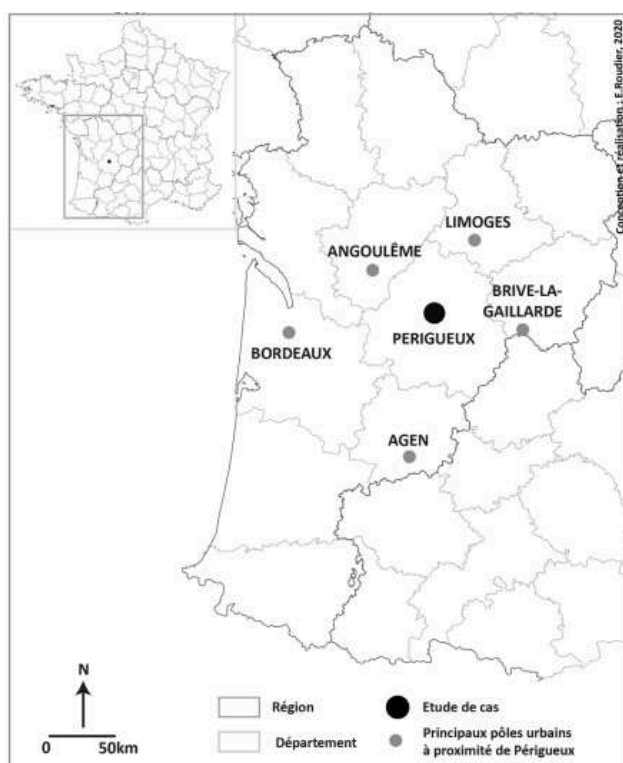 Conception et réalisation : E.Roudier, 2020
LIMOGES
ANGOULÊME
BRIVE-LA-
GAILLARDE
PERIGUEUX
BORDEAUX
AGEN
N
0 50km
Région
Département
Etude de cas
Principaux pôles urbains
à proximité de Périgueux